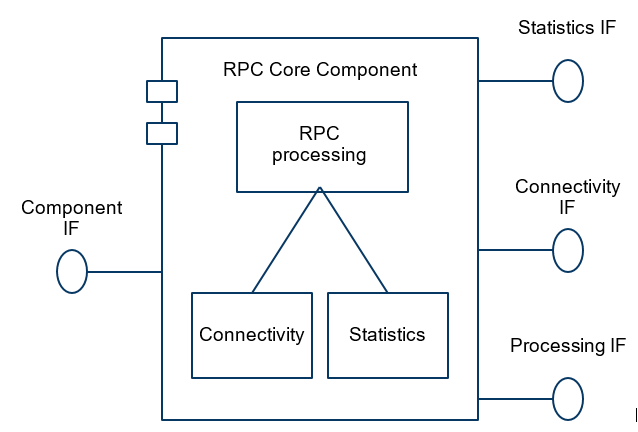 Statistics IF
RPC Core Component
RPC
processing
Component
IF
Connectivity
IF
Connectivity
Statistics
Processing IF